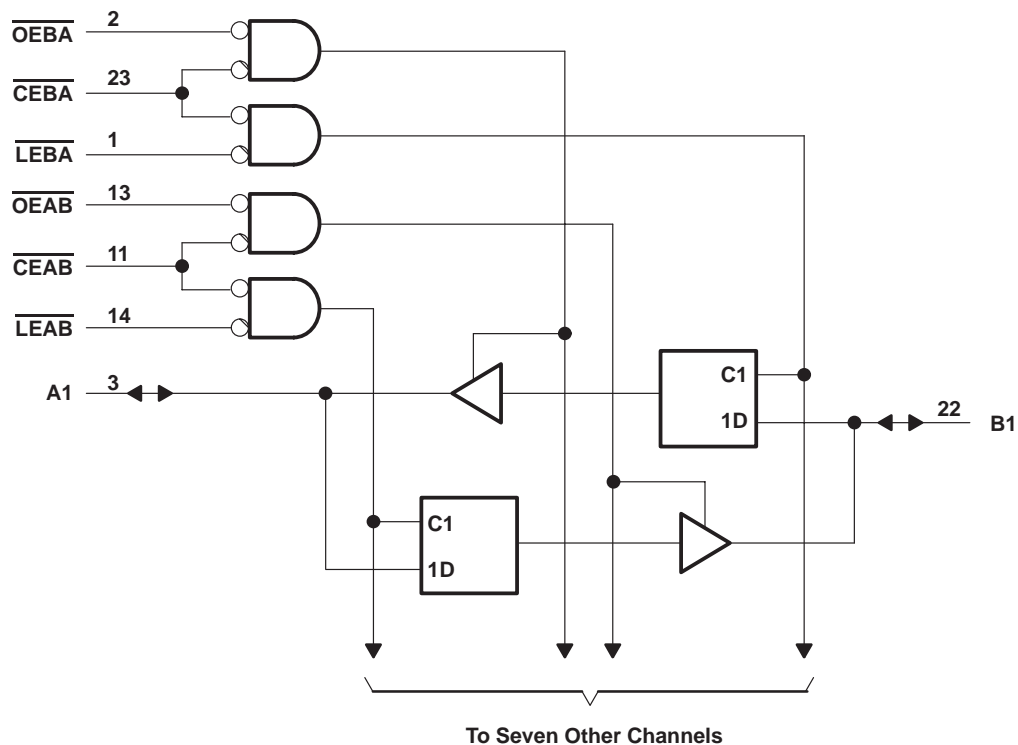 OEBA 2
CEBA 23
LEBA 1
OEAB 13
CEAB 11
LEAB 14
A1 3
C1
1D
22 B1
C1
1D
To Seven Other Channels